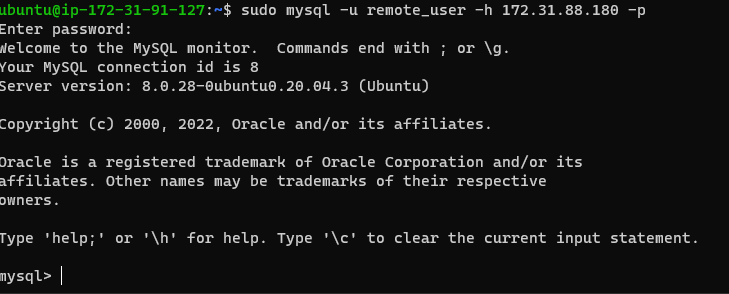 ubuntu@ip-172-31-91-127:~$ sudo mysql -u remote_user -h 172.31.88.180 -p
Enter password:
Welcome to the MySQL monitor.  Commands end with ; or \g.
Your MySQL connection id is 8
Server version: 8.0.28-0ubuntu0.20.04.3 (Ubuntu)
Copyright (c) 2000, 2022, Oracle and/or its affiliates.
Oracle is a registered trademark of Oracle Corporation and/or its
affiliates. Other names may be trademarks of their respective
owners.
Type 'help;' or '\h' for help. Type '\c' to clear the current input statement.
mysql>